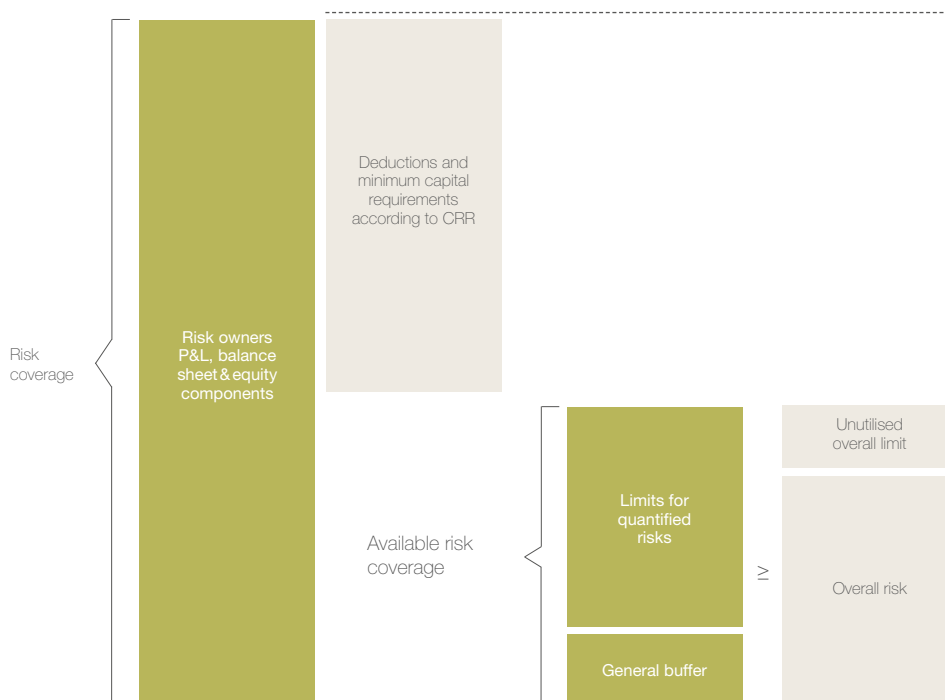 Deductions and
minimum capital
requirements
according to CRR
Risk owners
P&L, balance
sheet & equity
components
Risk
coverage
Unutilised
overall limit
Limits for
quantified
risks
Available risk
coverage
≥
Overall risk
General buffer